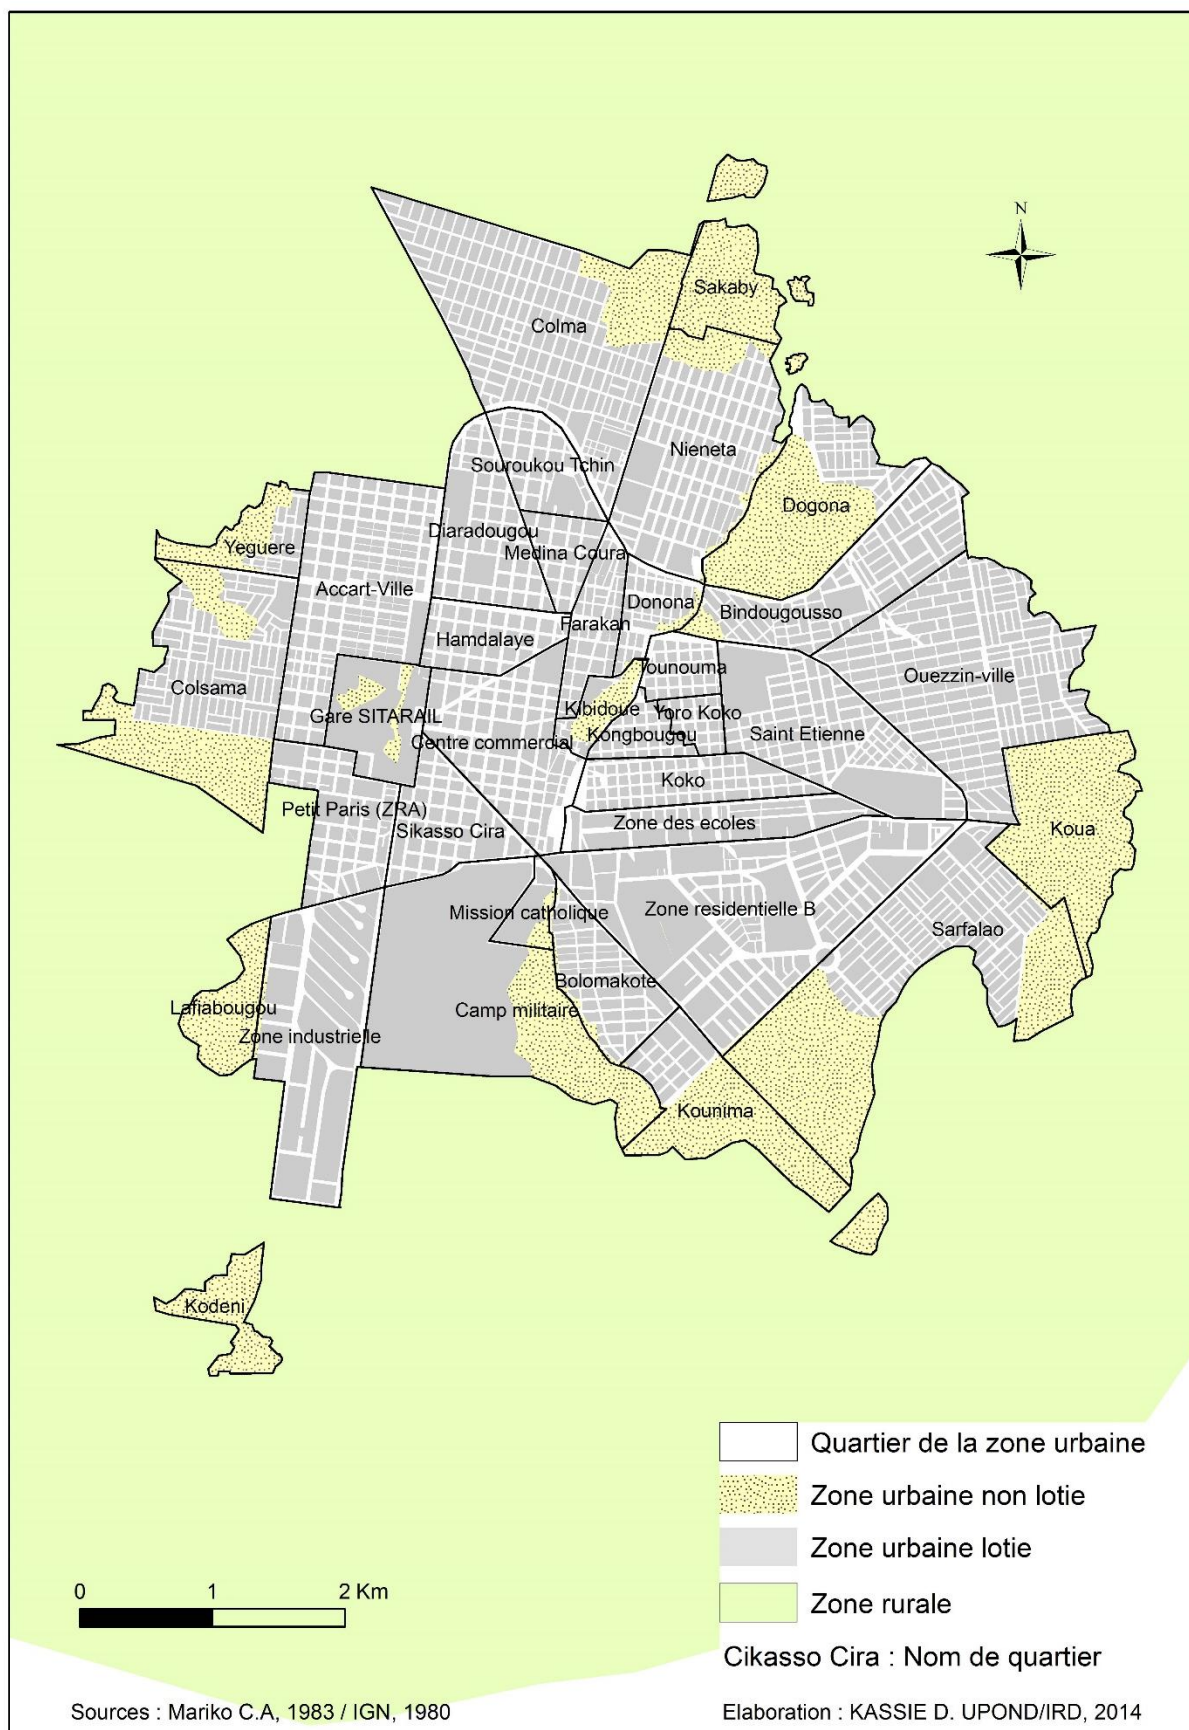 N
Sakaby
Colma
Nieneta
Souroukou Tchin
Dogona
Diaradougou
Yeguere
Medina Coura
Accart-Ville
Donona
Bindougousso
Farakan
Hamdalaye
Tounouma
Ouezzin-ville
Colsama
Kibidoue
Gare SITARAIL
Yoro Koko
Saint Etienne
Kongbougou
Centre commercial
Koko
Petit Paris (ZRA)
Zone des ecoles
Koua
Sikasso Cira
Mission catholique
Zone residentielle B
Sarfalao
Bolomakote
Lafiabougou
Camp militaire
Zone industrielle
Kounima
Kodeni
Quartier de la zone urbaine
Zone urbaine non lotie
Zone urbaine lotie
Zone rurale
Cikasso Cira : Nom de quartier
0 1 2 Km
Sources : Mariko C.A, 1983 / IGN, 1980
Elaboration : KASSIE D. UPOND/IRD, 2014